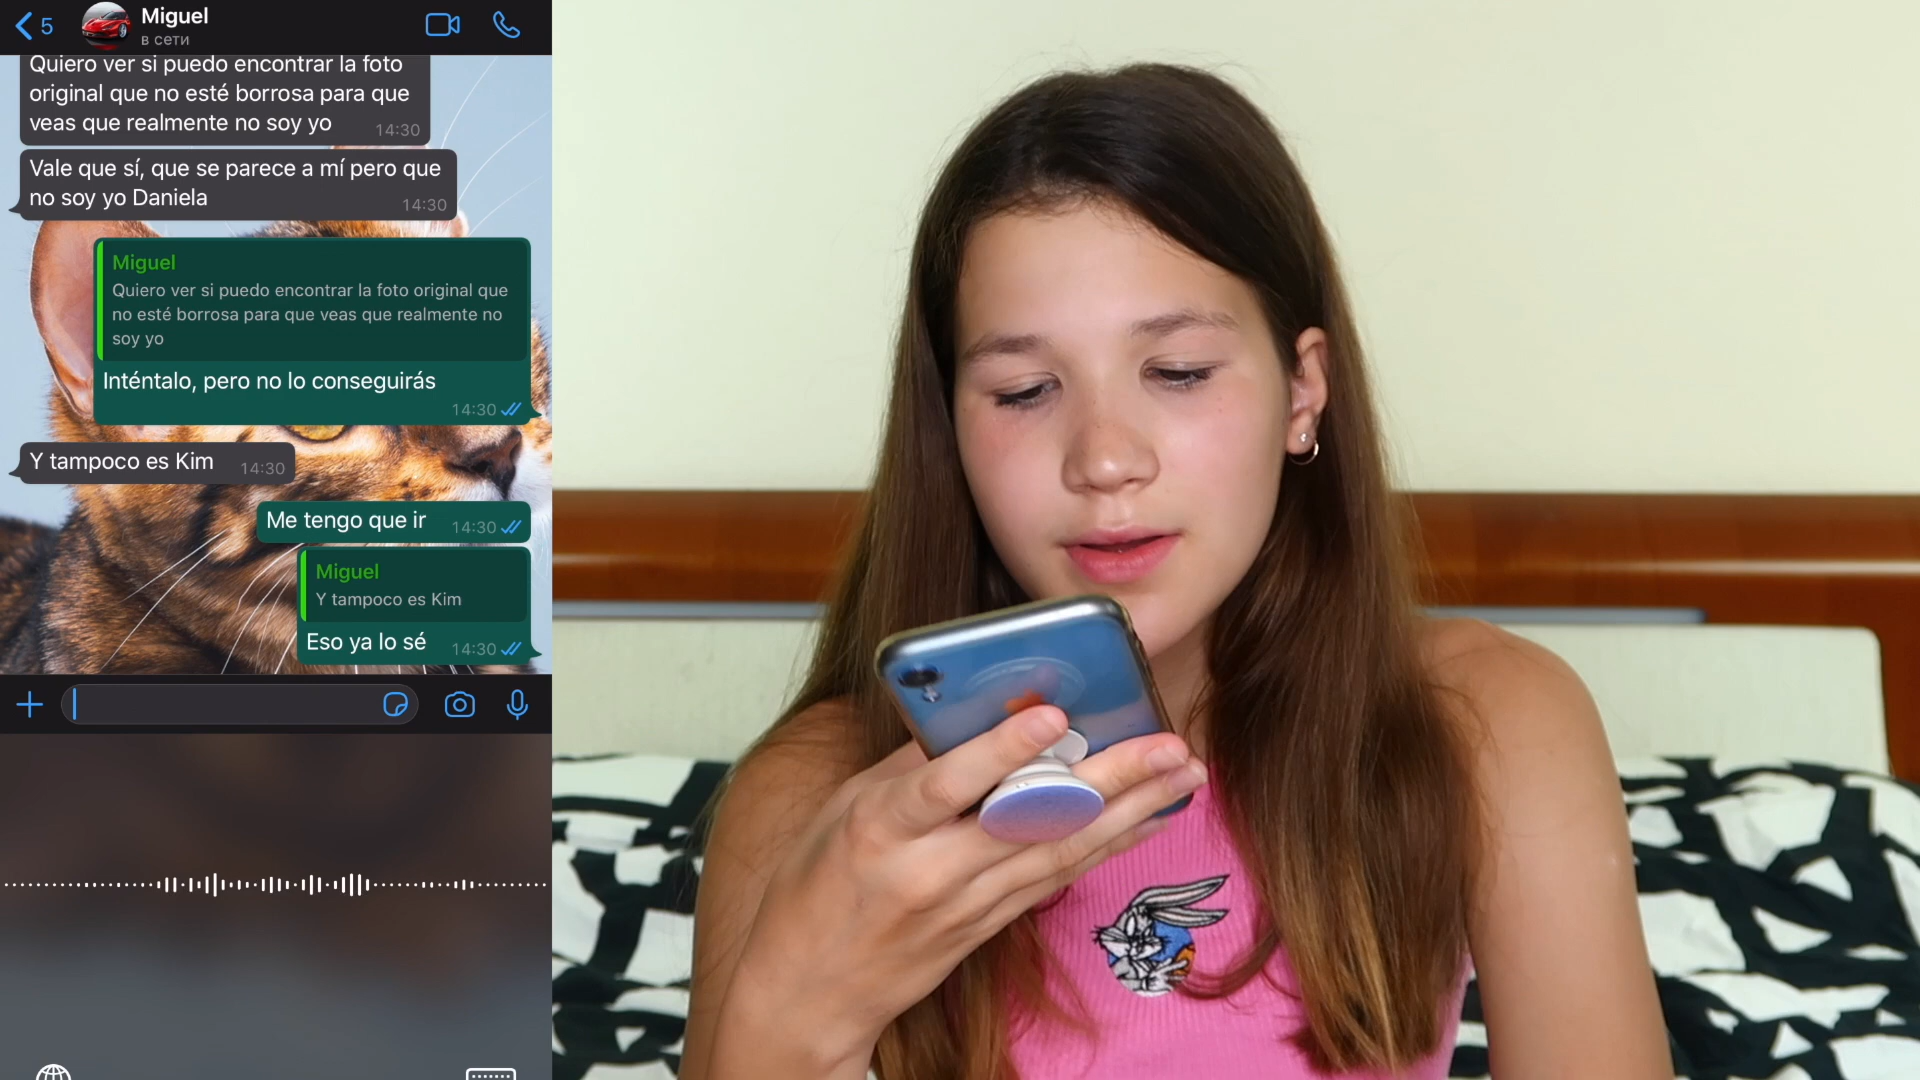 5
Miguel
в сети
Quiero ver si puedo encontrar la foto
original que no esté borrosa para que
veas que realmente no soy yo 14:30
Vale que sí, que se parece a mí pero que
no soy yo Daniela 14:30
Miguel
Quiero ver si puedo encontrar la foto original que
no esté borrosa para que veas que realmente no
soy yo
Inténtalo, pero no lo conseguirás
14:30
Y tampoco es Kim 14:30
Me tengo que ir 14:30
Miguel
Y tampoco es Kim
Eso ya lo sé 14:30